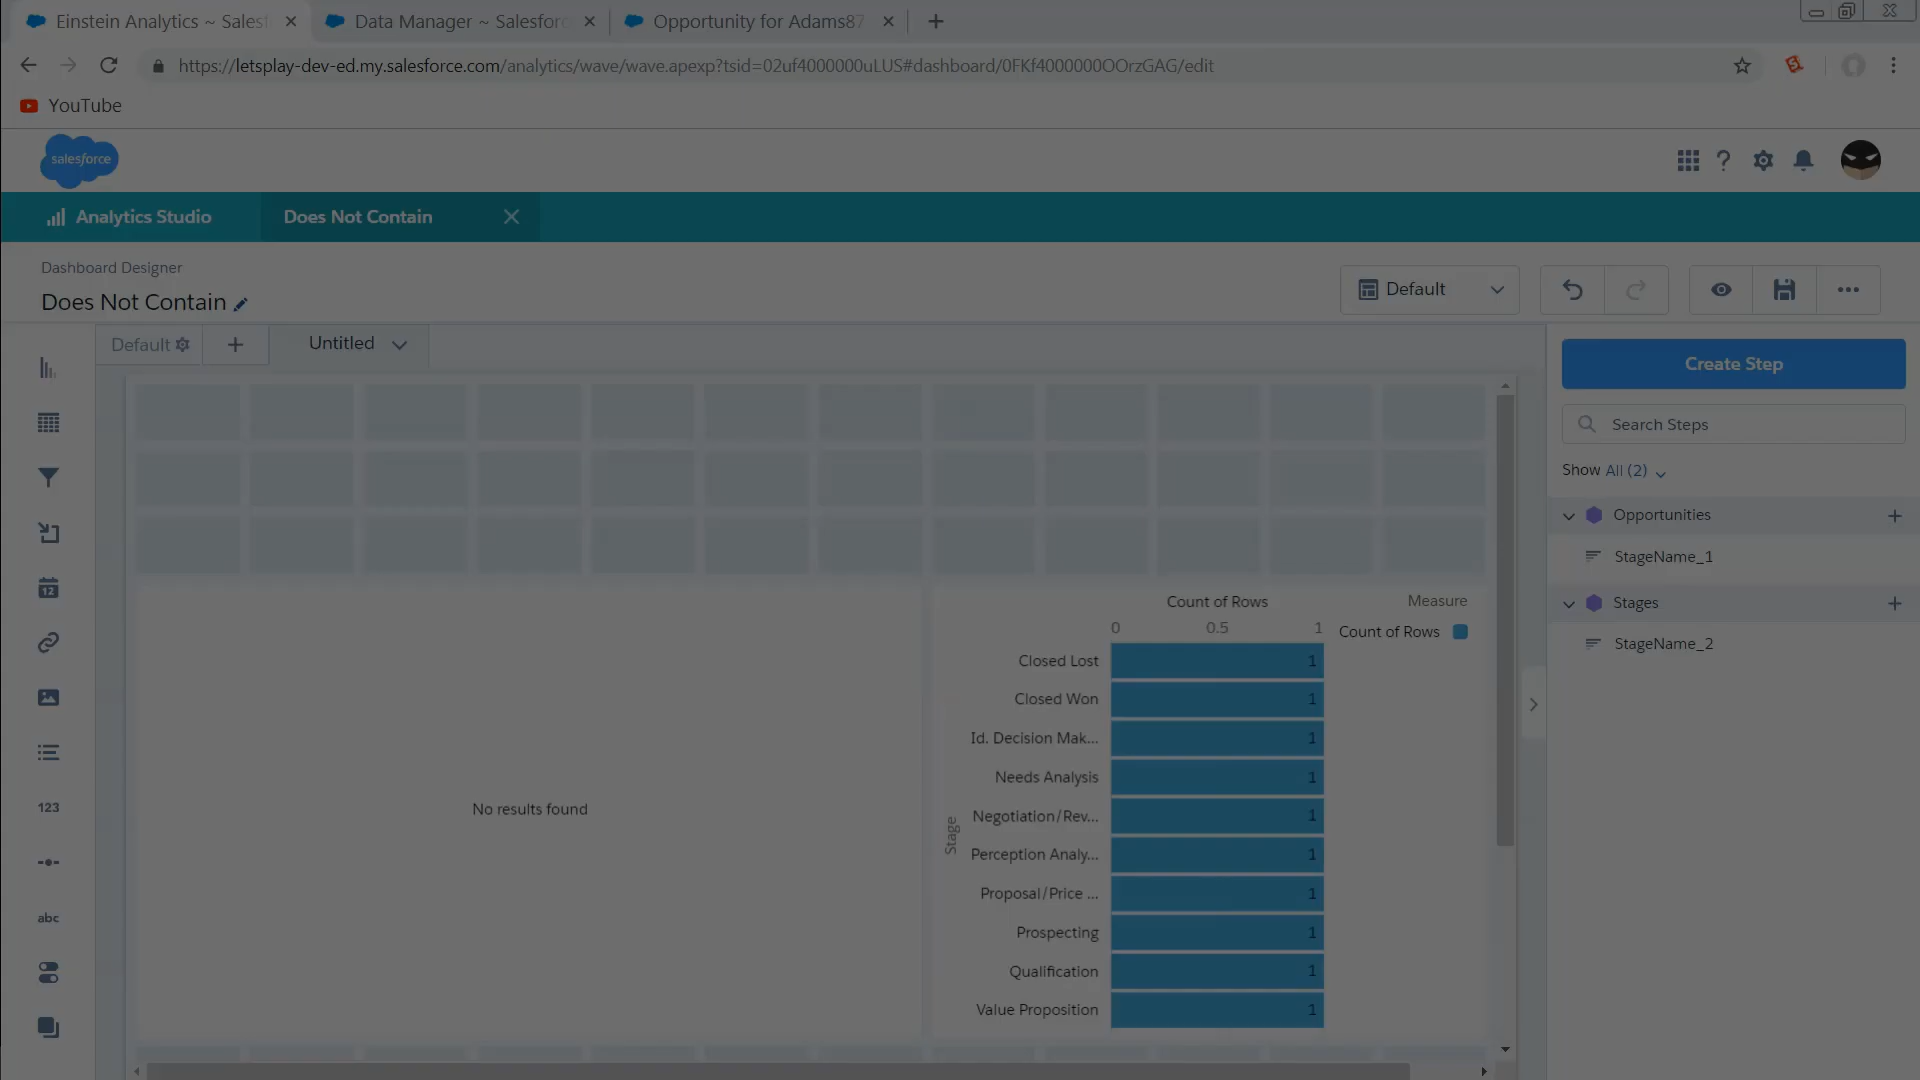 Einstein Analytics ~ Salesf
Data Manager ~ Salesforc
Opportunity for Adams87
https://letsplay-dev-ed.my.salesforce.com/analytics/wave/wave.apexp?tsid=02uf4000000uLUS#dashboard/0FKf4000000OOrzGAG/edit
YouTube
salesforce
Analytics Studio
Does Not Contain
Dashboard Designer
Does Not Contain
Default
Default
Untitled
Create Step
Search Steps
Show All (2)
Opportunities
StageName_1
Stages
StageName_2
12
123
abc
No results found
Count of Rows
Measure
0
0.5
1
Count of Rows
Stage
Closed Lost
1
Closed Won
1
Id. Decision Mak...
1
Needs Analysis
1
Negotiation/Rev...
1
Perception Analy...
1
Proposal/Price ...
1
Prospecting
1
Qualification
1
Value Proposition
1